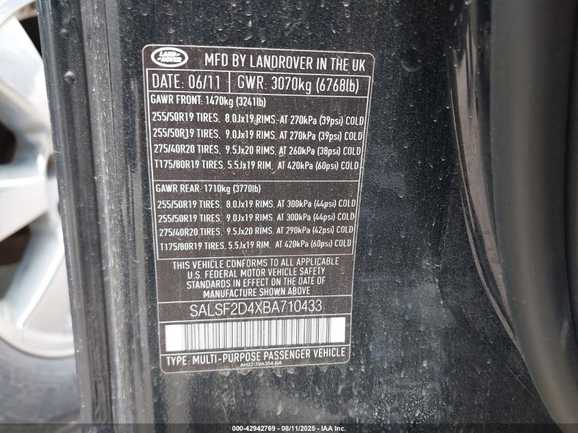 LAND ROVER
MFD BY LANDROVER IN THE UK
DATE: 06/11 GWR: 3070kg (6768lb)
GAWR FRONT: 1470kg (3241lb)
255/50R19 TIRES, 8.0Jx19 RIMS, AT 270kPa (39psi) COLD
255/50R19 TIRES, 9.0Jx19 RIMS, AT 270kPa (39psi) COLD
275/40R20 TIRES, 9.5Jx20 RIMS, AT 260kPa (38psi) COLD
T175/80R19 TIRES, 5.5Jx19 RIM, AT 420kPa (60psi) COLD
GAWR REAR: 1710kg (3770lb)
255/50R19 TIRES, 8.0Jx19 RIMS, AT 300kPa (44psi) COLD
255/50R19 TIRES, 9.0Jx19 RIMS, AT 300kPa (44psi) COLD
275/40R20 TIRES, 9.5Jx20 RIMS, AT 290kPa (42psi) COLD
T175/80R19 TIRES, 5.5Jx19 RIM, AT 420kPa (60psi) COLD
THIS VEHICLE CONFORMS TO ALL APPLICABLE
U.S. FEDERAL MOTOR VEHICLE SAFETY
STANDARDS IN EFFECT ON THE DATE OF
MANUFACTURE SHOWN ABOVE.
SALSF2D4XBA710433
TYPE: MULTI-PURPOSE PASSENGER VEHICLE
000-42942769 - 08/11/2025 - IAA Inc.